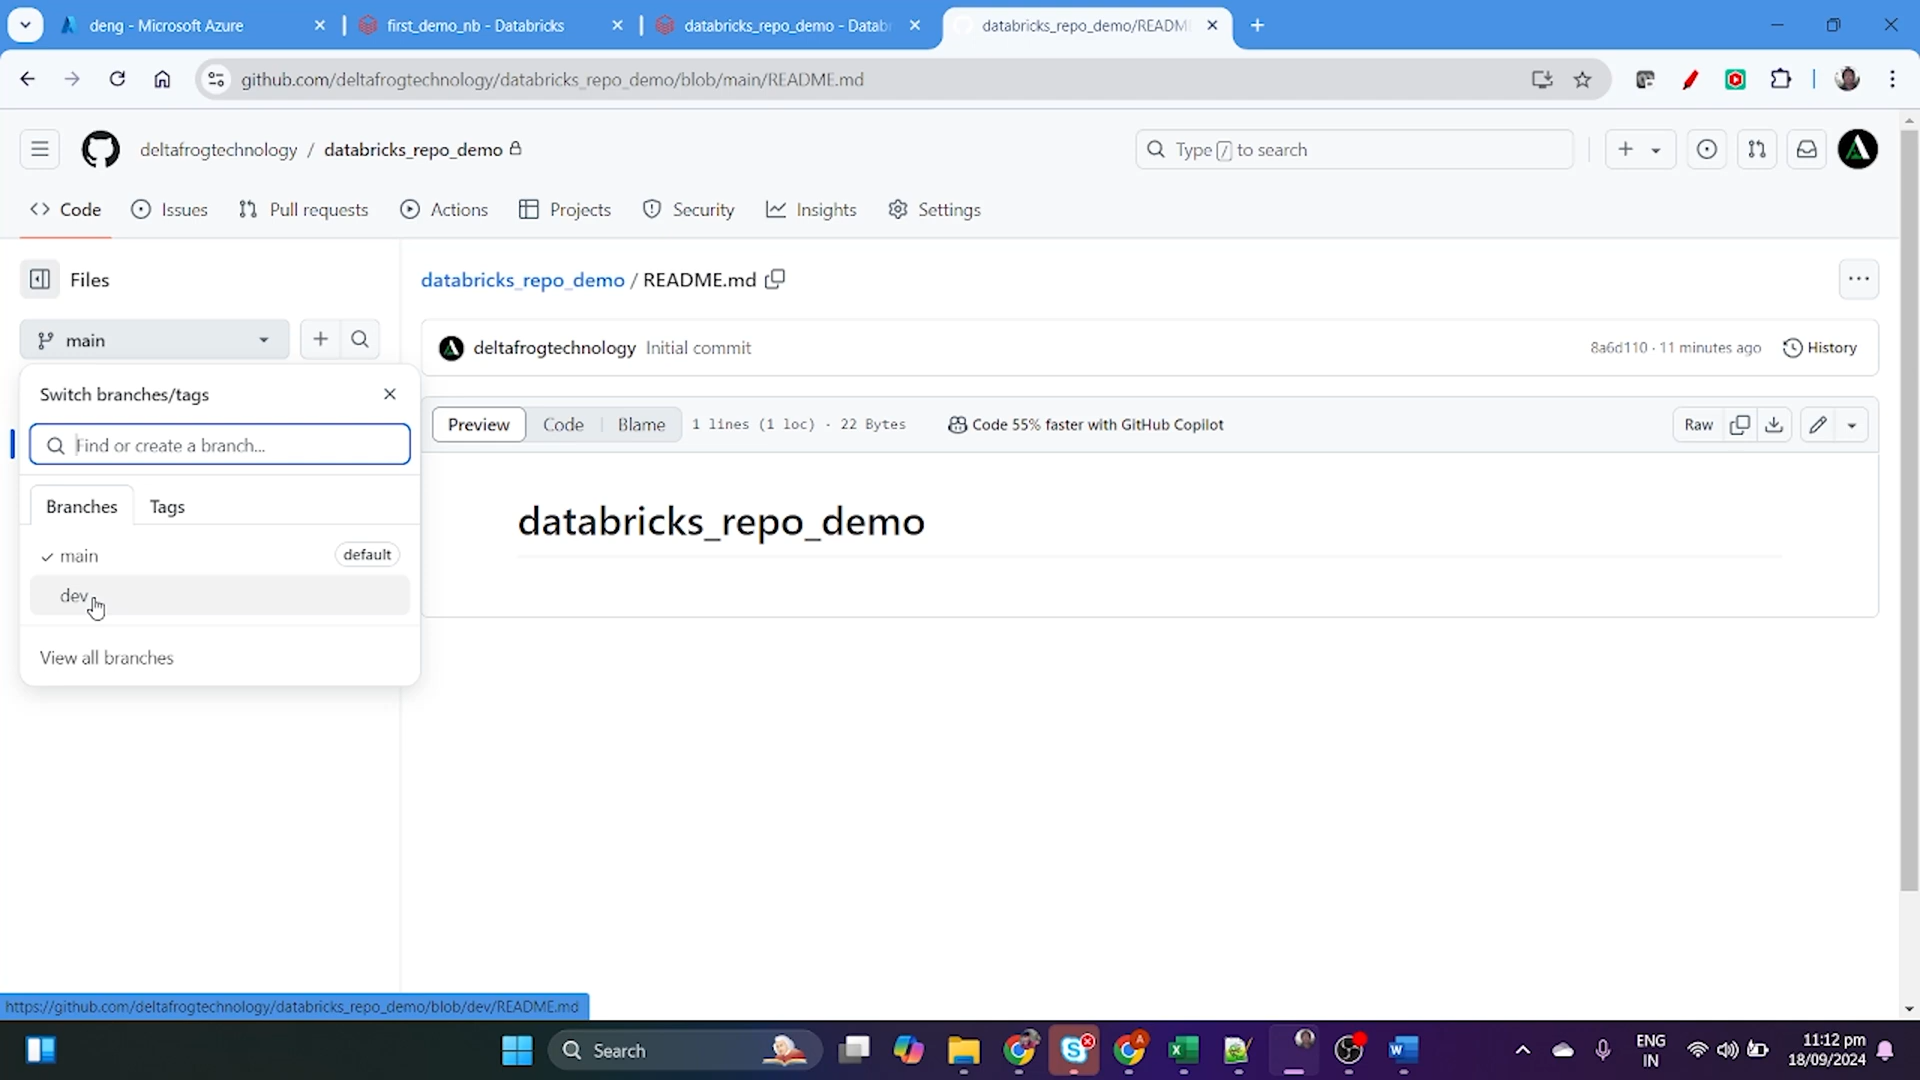 deng - Microsoft Azure
first_demo_nb - Databricks
databricks_repo_demo - Datab
databricks_repo_demo/READM
github.com/deltafrogtechnology/databricks_repo_demo/blob/main/README.md
deltafrogtechnology / databricks_repo_demo
Type / to search
Code
Issues
Pull requests
Actions
Projects
Security
Insights
Settings
Files
databricks_repo_demo / README.md
main
deltafrogtechnology Initial commit
8a6d110 · 11 minutes ago
History
Switch branches/tags
Find or create a branch...
Preview
Code
Blame
1 lines (1 loc) · 22 Bytes
Code 55% faster with GitHub Copilot
Raw
Branches
Tags
databricks_repo_demo
main
default
dev
View all branches
https://github.com/deltafrogtechnology/databricks_repo_demo/blob/dev/README.md
Search
ENG
IN
11:12 pm
18/09/2024